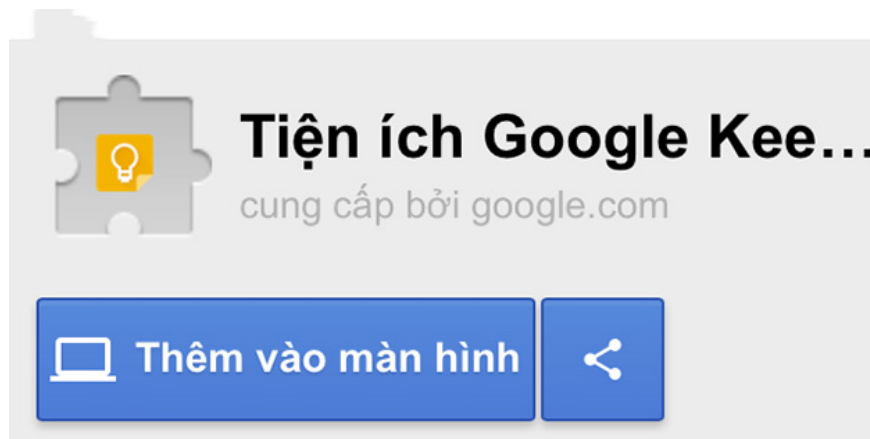 Tiện ích Google Kee...
cung cấp bởi google.com
Thêm vào màn hình